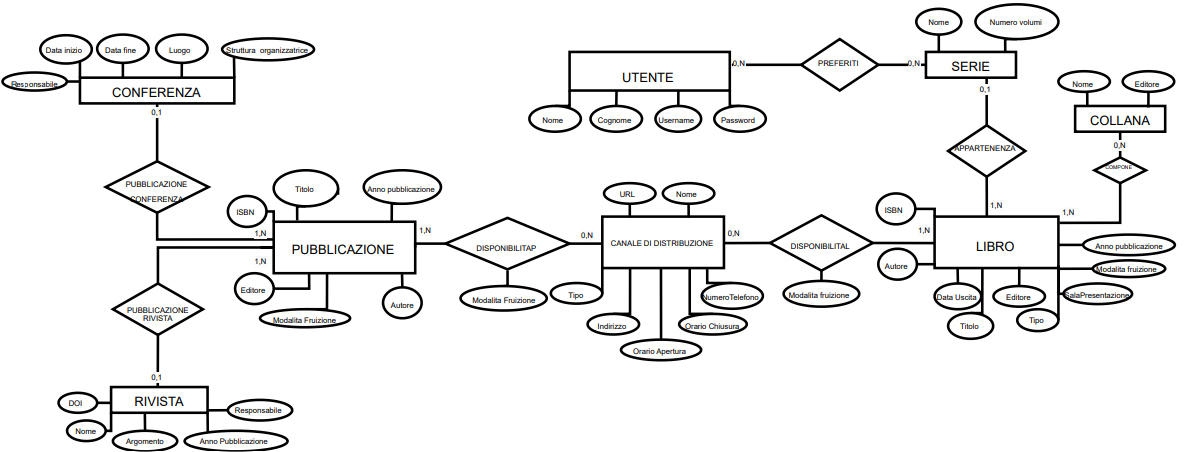 Nome
Numero volumi
Data inizio
Data fine
Luogo
Struttura organizzatrice
Responsabile
CONFERENZA
0,1
UTENTE
0,N
PREFERITI
0,N
SERIE
0,1
Nome
Cognome
Username
Password
Nome
Editore
COLLANA
0,N
APPARTENENZA
COMPONE
PUBBLICAZIONE
CONFERENZA
Titolo
Anno pubblicazione
URL
Nome
ISBN
1,N
1,N
ISBN
1,N
1,N
1,N
PUBBLICAZIONE
1,N
DISPONIBILITAP
0,N
CANALE DI DISTRIBUZIONE
0,N
DISPONIBILITAL
1,N
LIBRO
Anno pubblicazione
Modalita fruizione
SalaPresentazione
Autore
Editore
Modalita Fruizione
Autore
Modalita Fruizione
Tipo
Indirizzo
Orario Apertura
Orario Chiusura
NumeroTelefono
Modalita fruizione
Data Uscita
Titolo
Editore
Tipo
PUBBLICAZIONE
RIVISTA
0,1
RIVISTA
DOI
Nome
Argomento
Anno Pubblicazione
Responsabile